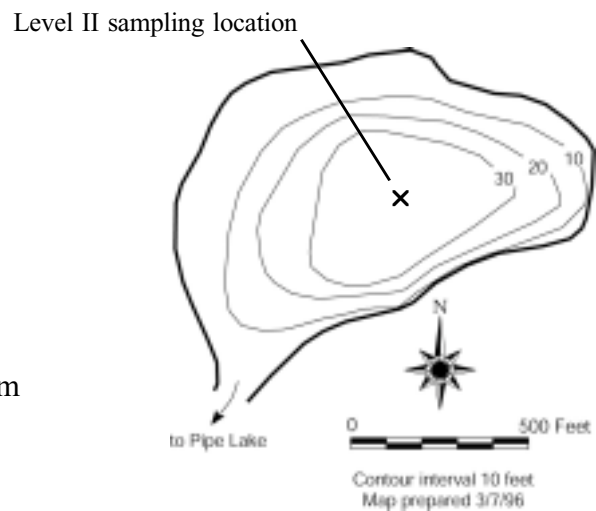 Level II sampling location
10
20
30
N
m
to Pipe Lake
0 500 Feet
Contour interval 10 feet
Map prepared 3/7/96